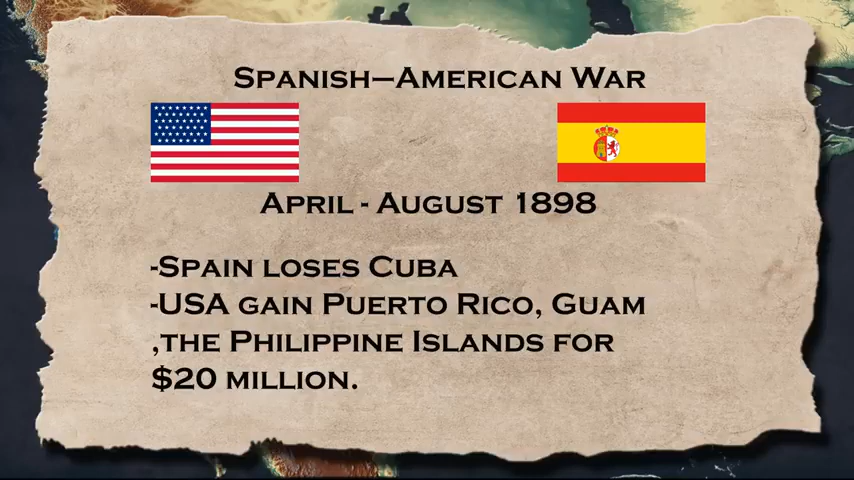 Spanish–American War
April - August 1898
-Spain loses Cuba
-USA gain Puerto Rico, Guam
,the Philippine Islands for
$20 million.